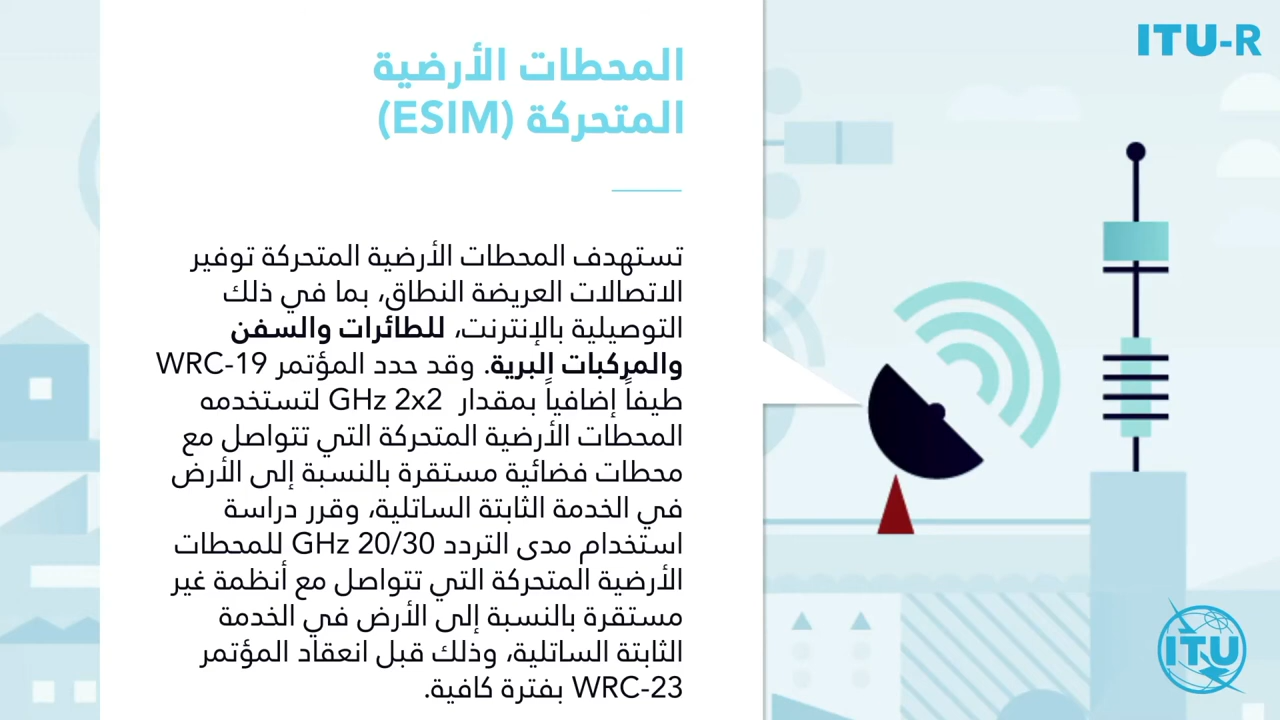 ITU-R
المحطات الأرضية
المتحركة (ESIM)
تستهدف المحطات الأرضية المتحركة توفير
الاتصالات العريضة النطاق، بما في ذلك
التوصيلية بالإنترنت، للطائرات والسفن
والمركبات البرية. وقد حدد المؤتمر WRC-19
طيفاً إضافياً بمقدار GHz 2x2 لتستخدمه
المحطات الأرضية المتحركة التي تتواصل مع
محطات فضائية مستقرة بالنسبة إلى الأرض
في الخدمة الثابتة الساتلية، وقرر دراسة
استخدام مدى التردد GHz 20/30 للمحطات
الأرضية المتحركة التي تتواصل مع أنظمة غير
مستقرة بالنسبة إلى الأرض في الخدمة
الثابتة الساتلية، وذلك قبل انعقاد المؤتمر
WRC-23 بفترة كافية.
ITU